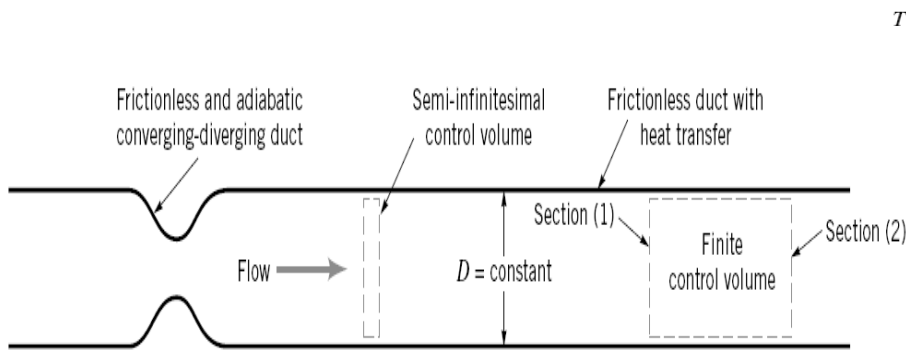 T
Frictionless and adiabatic
converging-diverging duct
Semi-infinitesimal
control volume
Frictionless duct with
heat transfer
Section (1)
Section (2)
Finite
control volume
Flow
D = constant